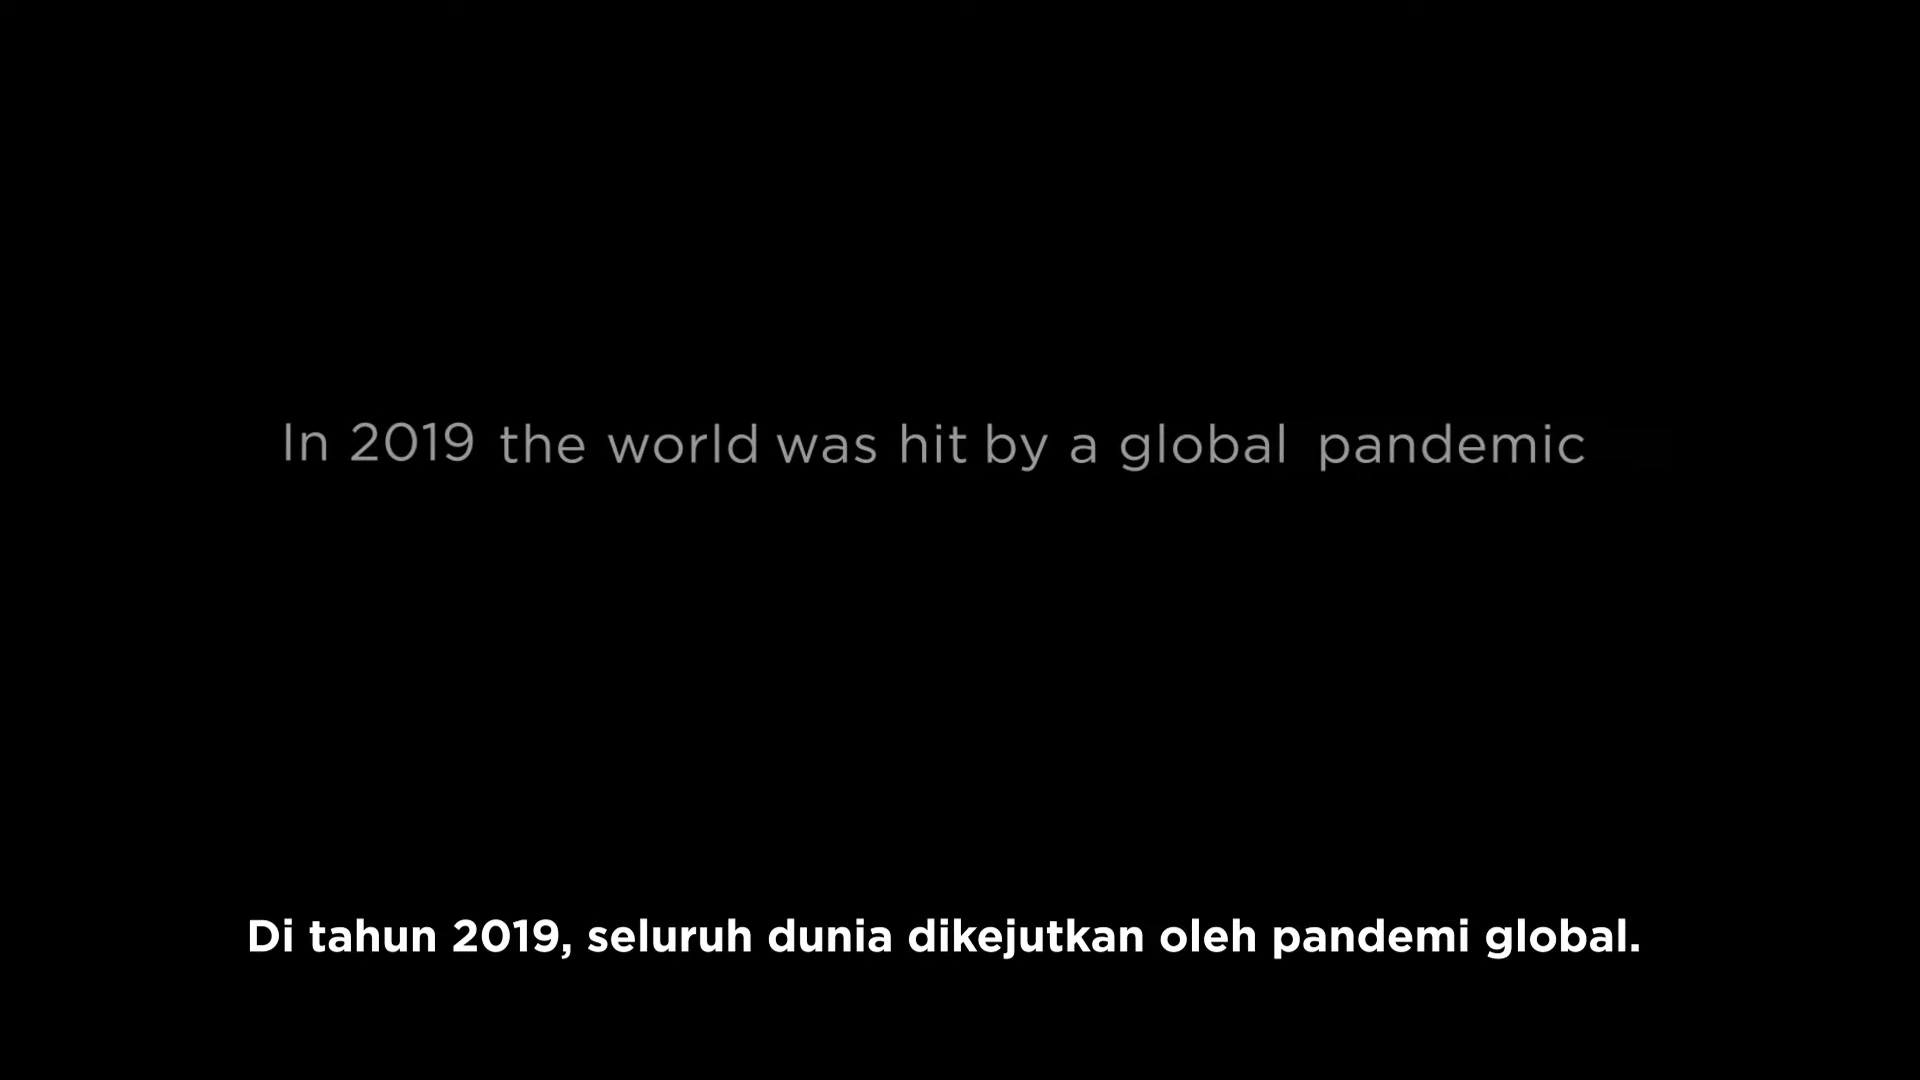 In 2019 the world was hit by a global pandemic
Di tahun 2019, seluruh dunia dikejutkan oleh pandemi global.